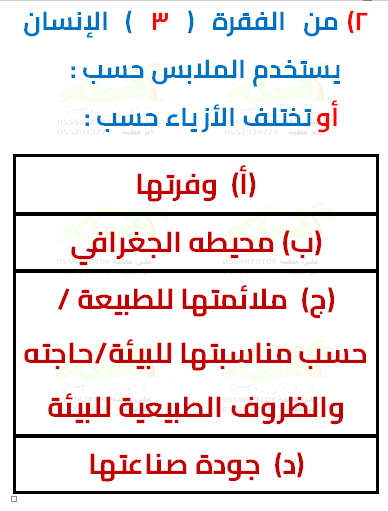 ٢) من الفقرة ( ٣ ) الإنسان
يستخدم الملابس حسب :
أو تختلف الأزياء حسب :
(أ) وفرتها
(ب) محيطه الجغرافي
(ج) ملائمتها للطبيعة /
حسب مناسبتها للبيئة/حاجته
والظروف الطبيعية للبيئة
(د) جودة صناعتها